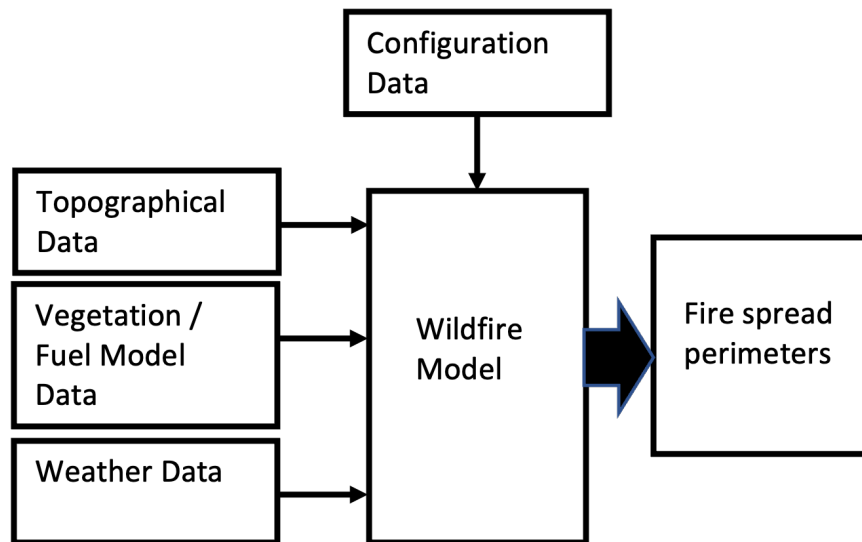 Configuration
Data
Topographical
Data
Vegetation /
Fuel Model
Data
Weather Data
Wildfire
Model
Fire spread
perimeters